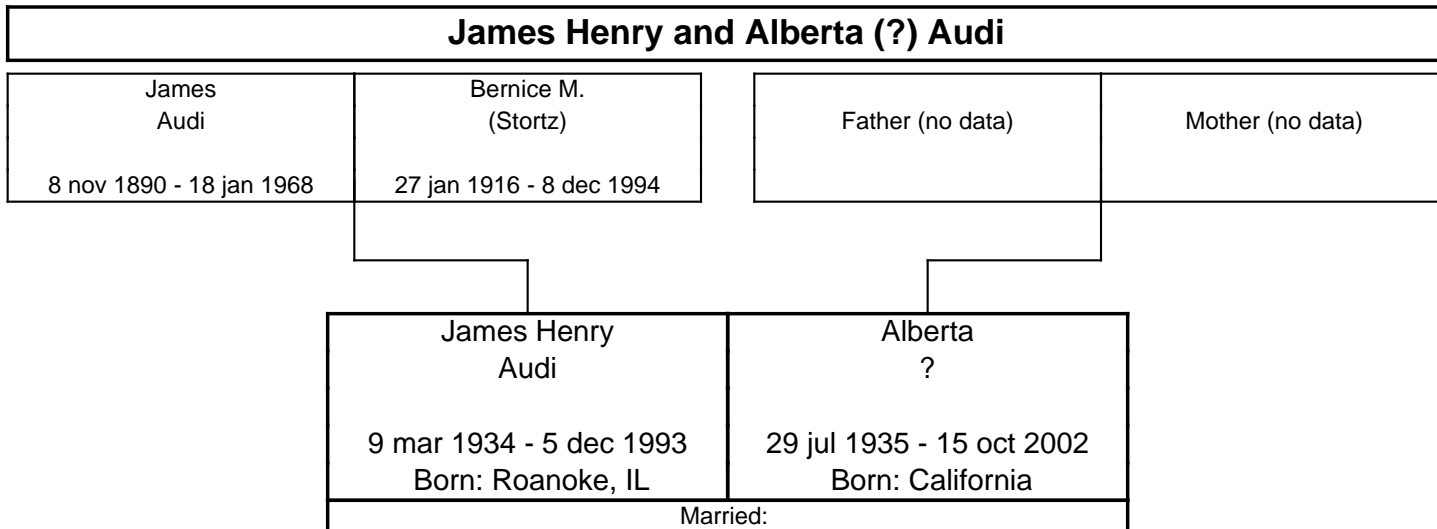 James Henry and Alberta (?) Audi
James
Audi
8 nov 1890 - 18 jan 1968
Bernice M.
(Stortz)
27 jan 1916 - 8 dec 1994
Father (no data)
Mother (no data)
James Henry
Audi
9 mar 1934 - 5 dec 1993
Born: Roanoke, IL
Alberta
?
29 jul 1935 - 15 oct 2002
Born: California
Married: